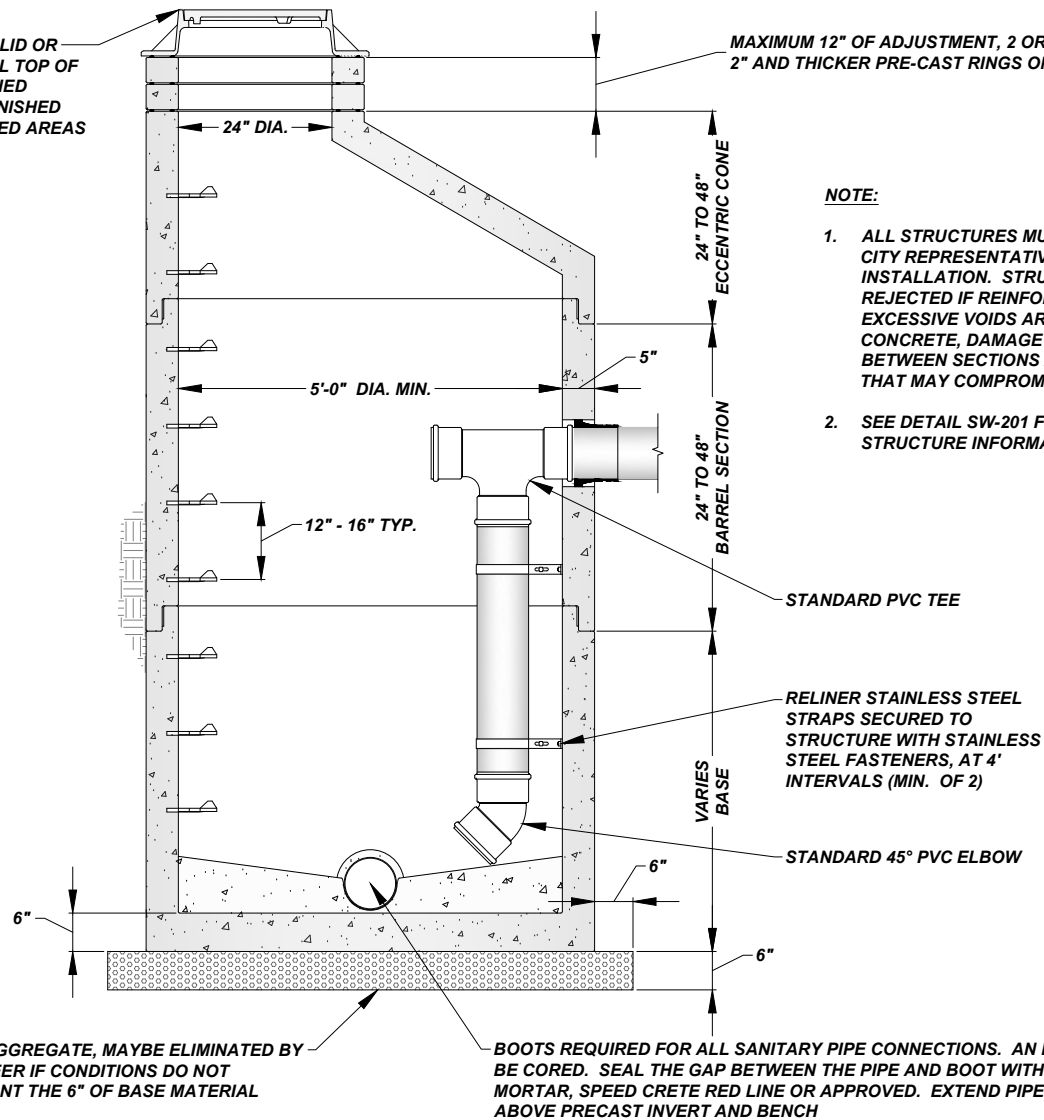 LID OR
L TOP OF
IED
NISHED
ED AREAS
MAXIMUM 12" OF ADJUSTMENT, 2 OR
2" AND THICKER PRE-CAST RINGS O
24" DIA.
24" TO 48"
ECCENTRIC CONE
NOTE:
1. ALL STRUCTURES MU
CITY REPRESENTATIV
INSTALLATION. STRU
REJECTED IF REINFO
EXCESSIVE VOIDS AR
CONCRETE, DAMAGE
BETWEEN SECTIONS
THAT MAY COMPROM
2. SEE DETAIL SW-201 F
STRUCTURE INFORMA
5"
5'-0" DIA. MIN.
24" TO 48"
BARREL SECTION
12" - 16" TYP.
STANDARD PVC TEE
RELINER STAINLESS STEEL
STRAPS SECURED TO
STRUCTURE WITH STAINLESS
STEEL FASTENERS, AT 4'
INTERVALS (MIN. OF 2)
VARIES
BASE
STANDARD 45° PVC ELBOW
6"
6"
6"
GGREGATE, MAYBE ELIMINATED BY
EER IF CONDITIONS DO NOT
NT THE 6" OF BASE MATERIAL
BOOTS REQUIRED FOR ALL SANITARY PIPE CONNECTIONS. AN
BE CORED. SEAL THE GAP BETWEEN THE PIPE AND BOOT WITH
MORTAR, SPEED CRETE RED LINE OR APPROVED. EXTEND PIPE
ABOVE PRECAST INVERT AND BENCH